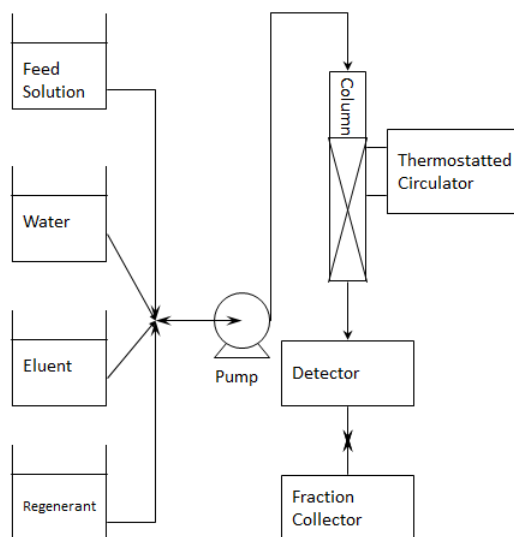 Feed
Solution
Water
Eluent
Regenerant
Pump
Column
Thermostatted
Circulator
Detector
Fraction
Collector